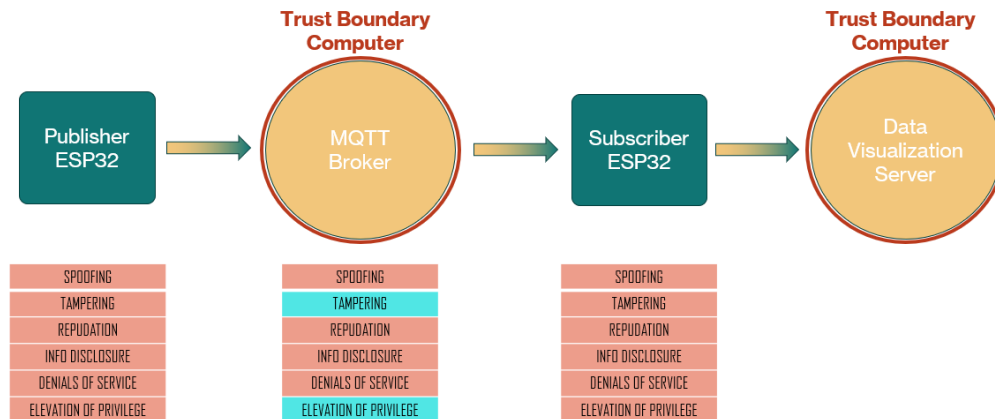 Trust Boundary
Computer
Trust Boundary
Computer
Publisher
ESP32
MQTT
Broker
Subscriber
ESP32
Data
Visualization
Server
SPOOFING
TAMPERING
REPUDATION
INFO DISCLOSURE
DENIALS OF SERVICE
ELEVATION OF PRIVILEGE
SPOOFING
TAMPERING
REPUDATION
INFO DISCLOSURE
DENIALS OF SERVICE
ELEVATION OF PRIVILEGE
SPOOFING
TAMPERING
REPUDATION
INFO DISCLOSURE
DENIALS OF SERVICE
ELEVATION OF PRIVILEGE